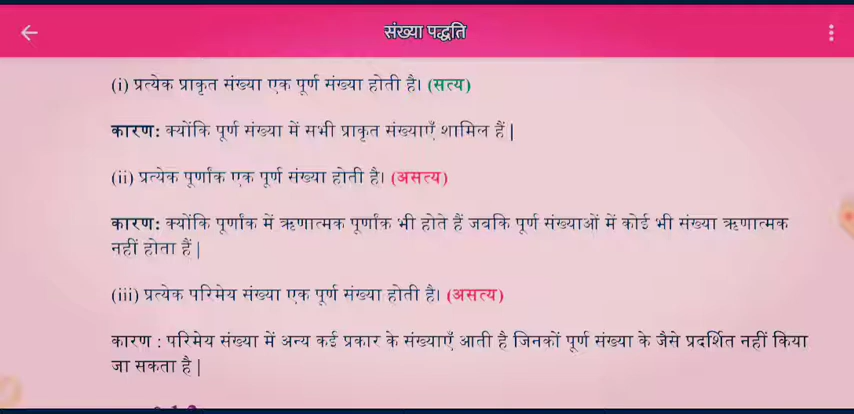 संख्या पद्धति
(i) प्रत्येक प्राकृत संख्या एक पूर्ण संख्या होती है। (सत्य)
कारण: क्योंकि पूर्ण संख्या में सभी प्राकृत संख्याएँ शामिल हैं |
(ii) प्रत्येक पूर्णांक एक पूर्ण संख्या होती है। (असत्य)
कारण: क्योंकि पूर्णांक में ऋणात्मक पूर्णांक भी होते हैं जबकि पूर्ण संख्याओं में कोई भी संख्या ऋणात्मक
नहीं होता हैं |
(iii) प्रत्येक परिमेय संख्या एक पूर्ण संख्या होती है। (असत्य)
कारण : परिमेय संख्या में अन्य कई प्रकार के संख्याएँ आती है जिनकों पूर्ण संख्या के जैसे प्रदर्शित नहीं किया
जा सकता है |